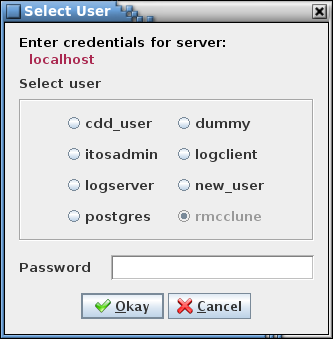 Select User
Enter credentials for server:
localhost
Select user
cdd_user dummy
itosadmin logclient
logserver new_user
postgres rmcclune
Password
Okay Cancel